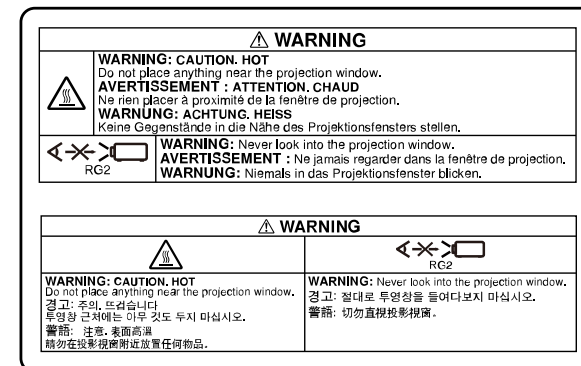 ⚠ WARNING
WARNING: CAUTION. HOT
Do not place anything near the projection window.
AVERTISSEMENT : ATTENTION. CHAUD
Ne rien placer à proximité de la fenêtre de projection.
WARNUNG: ACHTUNG. HEISS
Keine Gegenstände in die Nähe des Projektionsfensters stellen.
RG2
WARNING: Never look into the projection window.
AVERTISSEMENT : Ne jamais regarder dans la fenêtre de projection.
WARNUNG: Niemals in das Projektionsfenster blicken.
⚠ WARNING
WARNING: CAUTION. HOT
Do not place anything near the projection window.
경고: 주의. 뜨겁습니다
투영창 근처에는 아무 것도 두지 마십시오.
警語: 注意. 表面高溫
請勿在投影視窗附近放置任何物品.
RG2
WARNING: Never look into the projection window.
경고: 절대로 투영창을 들여다보지 마십시오.
警語: 切勿直視投影視窗。